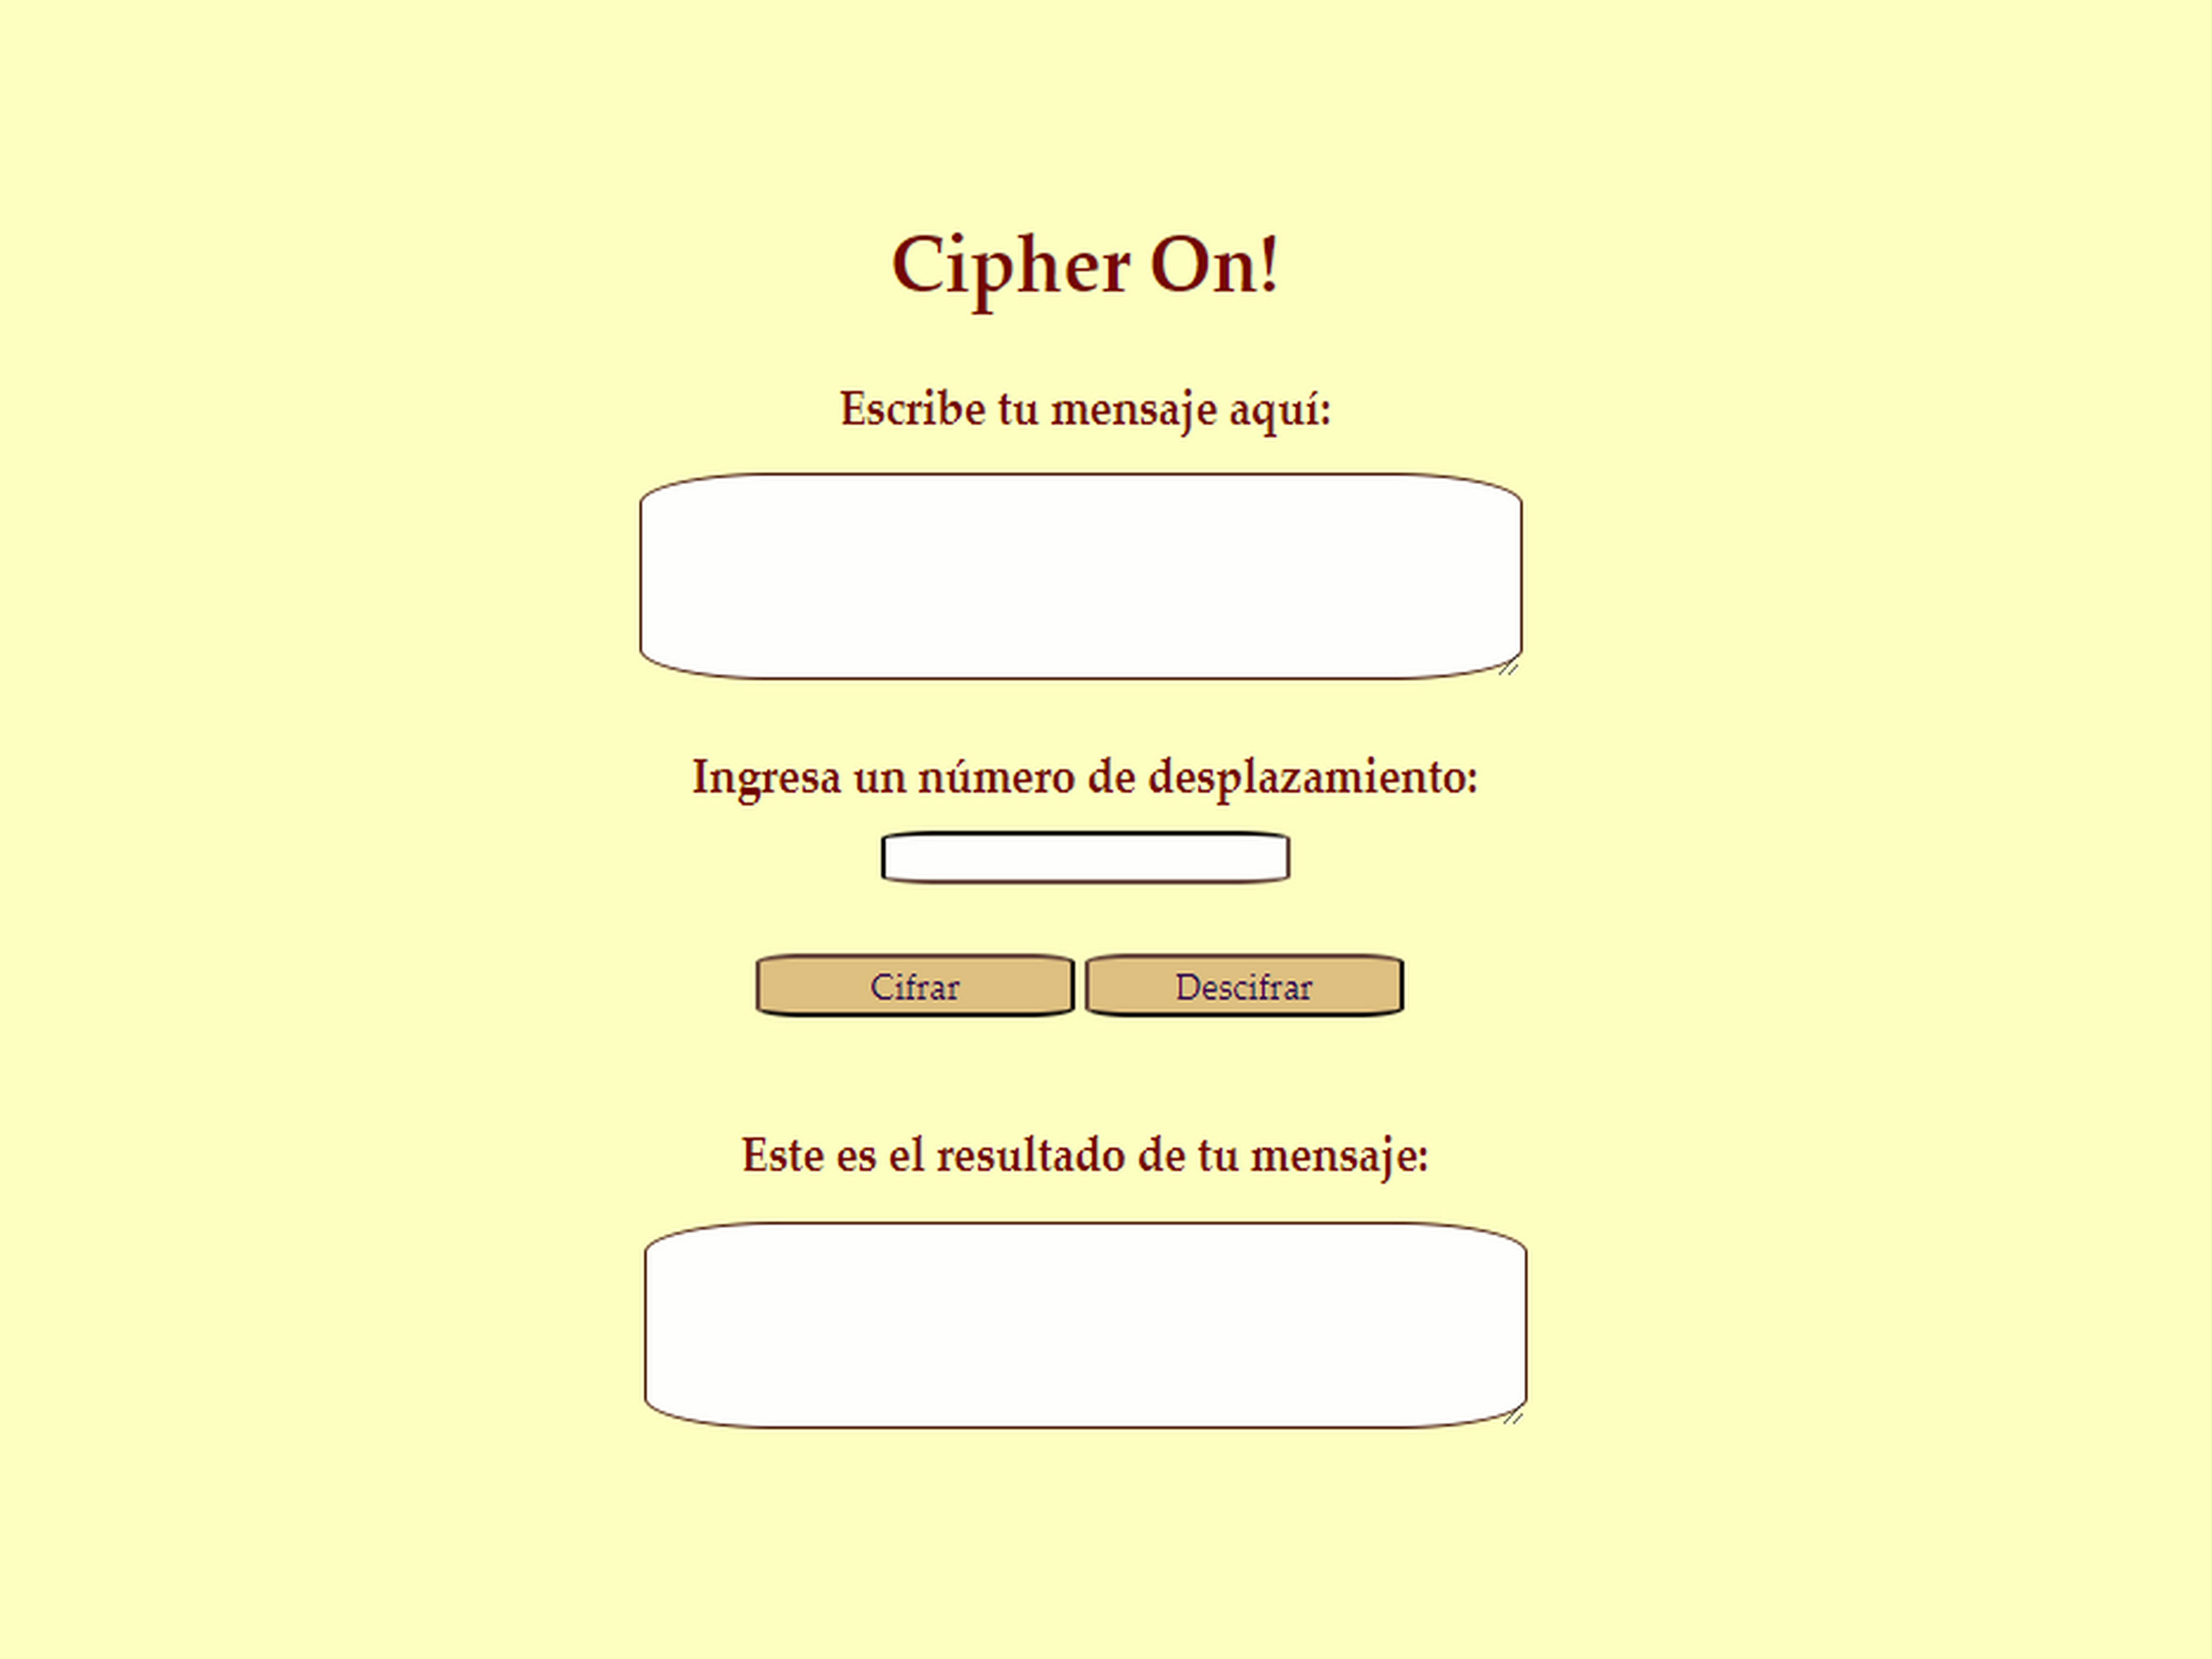 Cipher On!
Escribe tu mensaje aquí:
Ingresa un número de desplazamiento:
Cifrar Descifrar
Este es el resultado de tu mensaje: